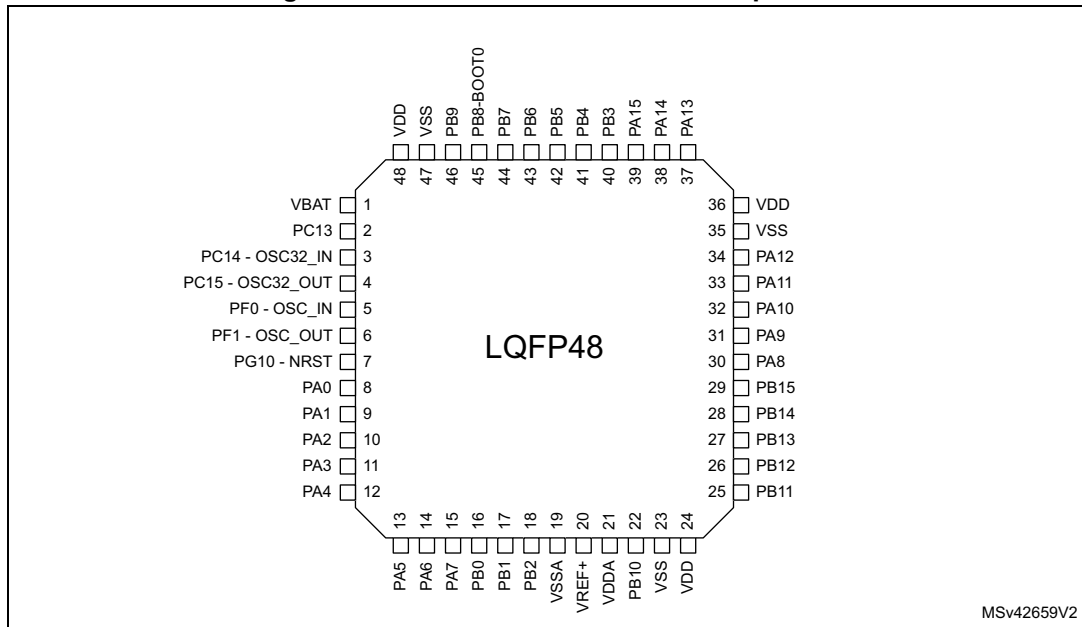 48 VDD
47 VSS
46 PB9
45 PB8-BOOT0
44 PB7
43 PB6
42 PB5
41 PB4
40 PB3
39 PA15
38 PA14
37 PA13
VBAT 1
PC13 2
PC14 - OSC32_IN 3
PC15 - OSC32_OUT 4
PF0 - OSC_IN 5
PF1 - OSC_OUT 6
PG10 - NRST 7
PA0 8
PA1 9
PA2 10
PA3 11
PA4 12
LQFP48
36 VDD
35 VSS
34 PA12
33 PA11
32 PA10
31 PA9
30 PA8
29 PB15
28 PB14
27 PB13
26 PB12
25 PB11
PA5 13
PA6 14
PA7 15
PB0 16
PB1 17
PB2 18
VSSA 19
VREF+ 20
VDDA 21
PB10 22
VSS 23
VDD 24
MSv42659V2